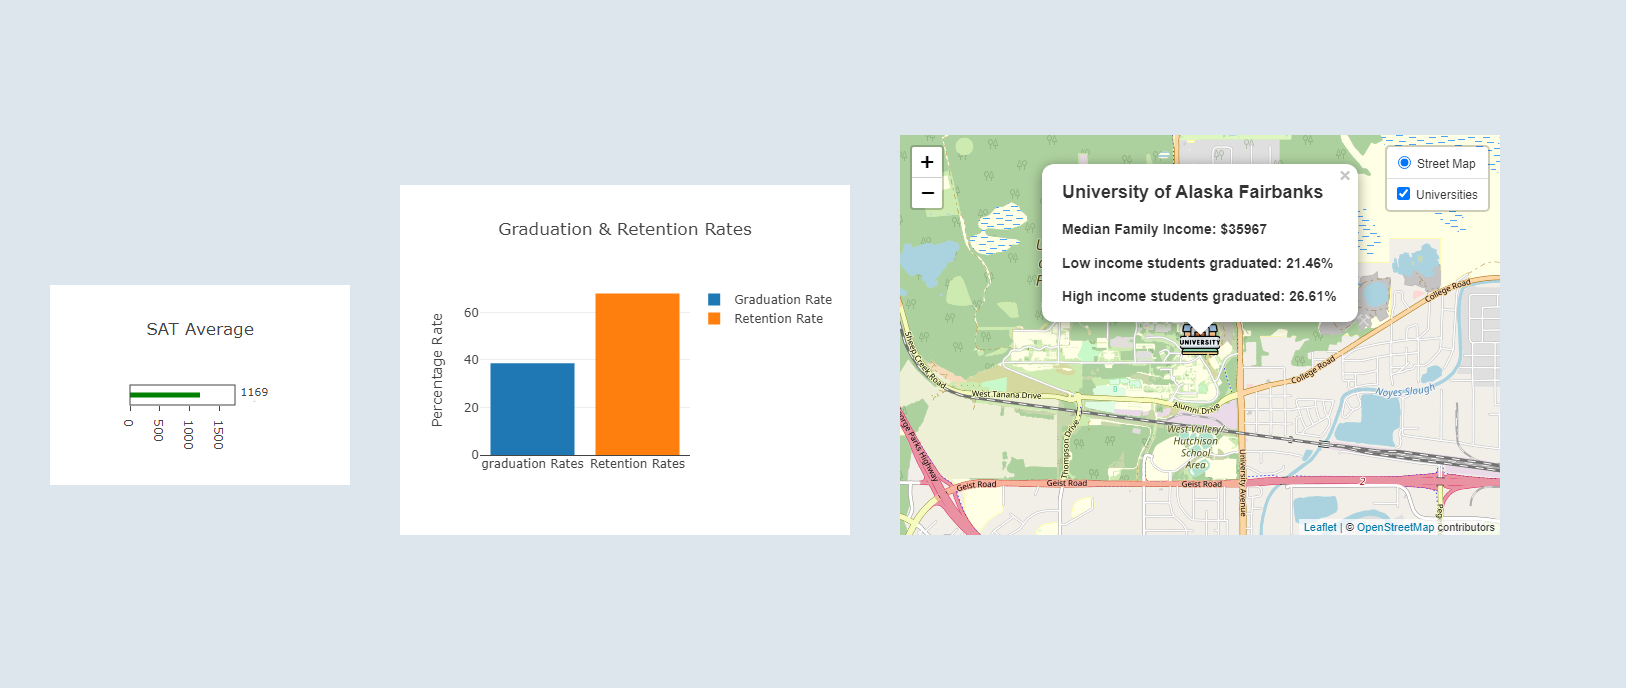 SAT Average
1169
0
500
1000
1500
Graduation & Retention Rates
Percentage Rate
60
40
20
0
graduation Rates
Retention Rates
Graduation Rate
Retention Rate
+
−
University of Alaska Fairbanks
×
Median Family Income: $35967
Low income students graduated: 21.46%
High income students graduated: 26.61%
Street Map
Universities
UNIVERSITY
College Road
College Road
Sheep Creek Road
West Tanana Drive
Alumni Drive
Noyes Slough
Thompson Drive
West Vallery/
Hutchison
School
Area
Parks Highway
Geist Road
Geist Road
Geist Road
University Avenue
2
Leaflet | © OpenStreetMap contributors